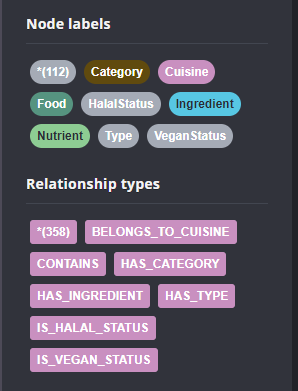 Node labels
*(112) Category Cuisine
Food HalalStatus Ingredient
Nutrient Type VeganStatus
Relationship types
*(358) BELONGS_TO_CUISINE
CONTAINS HAS_CATEGORY
HAS_INGREDIENT HAS_TYPE
IS_HALAL_STATUS
IS_VEGAN_STATUS